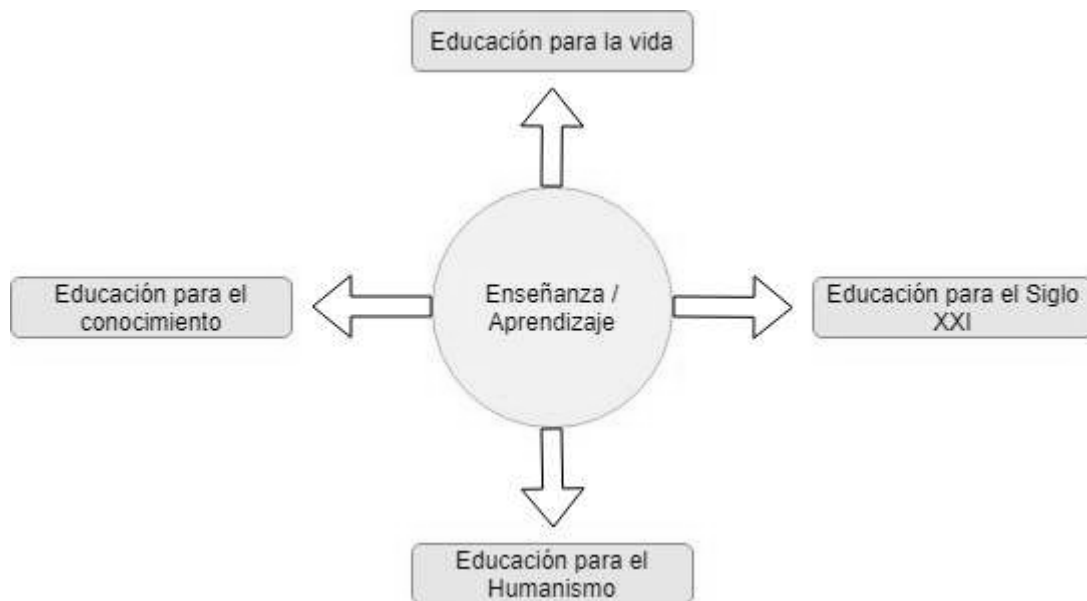 Educación para la vida
Educación para el
conocimiento
Enseñanza /
Aprendizaje
Educación para el Siglo
XXI
Educación para el
Humanismo